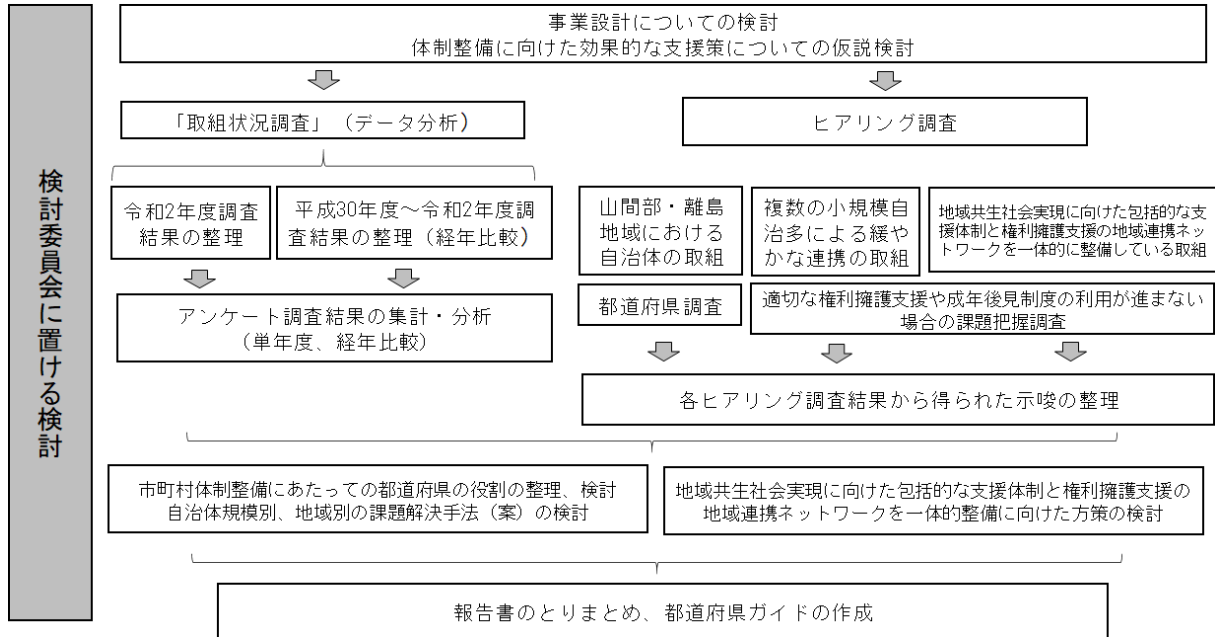 検討委員会に置ける検討
事業設計についての検討
体制整備に向けた効果的な支援策についての仮説検討
「取組状況調査」（データ分析）
ヒアリング調査
令和2年度調査
結果の整理
平成30年度～令和2年度調
査結果の整理（経年比較）
アンケート調査結果の集計・分析
（単年度、経年比較）
山間部・離島
地域における
自治体の取組
複数の小規模自
治多による緩や
かな連携の取組
地域共生社会実現に向けた包括的な支
援体制と権利擁護支援の地域連携ネッ
トワークを一体的に整備している取組
都道府県調査
適切な権利擁護支援や成年後見制度の利用が進まない
場合の課題把握調査
各ヒアリング調査結果から得られた示唆の整理
市町村体制整備にあたっての都道府県の役割の整理、検討
自治体規模別、地域別の課題解決手法（案）の検討
地域共生社会実現に向けた包括的な支援体制と権利擁護支援の
地域連携ネットワークを一体的整備に向けた方策の検討
報告書のとりまとめ、都道府県ガイドの作成